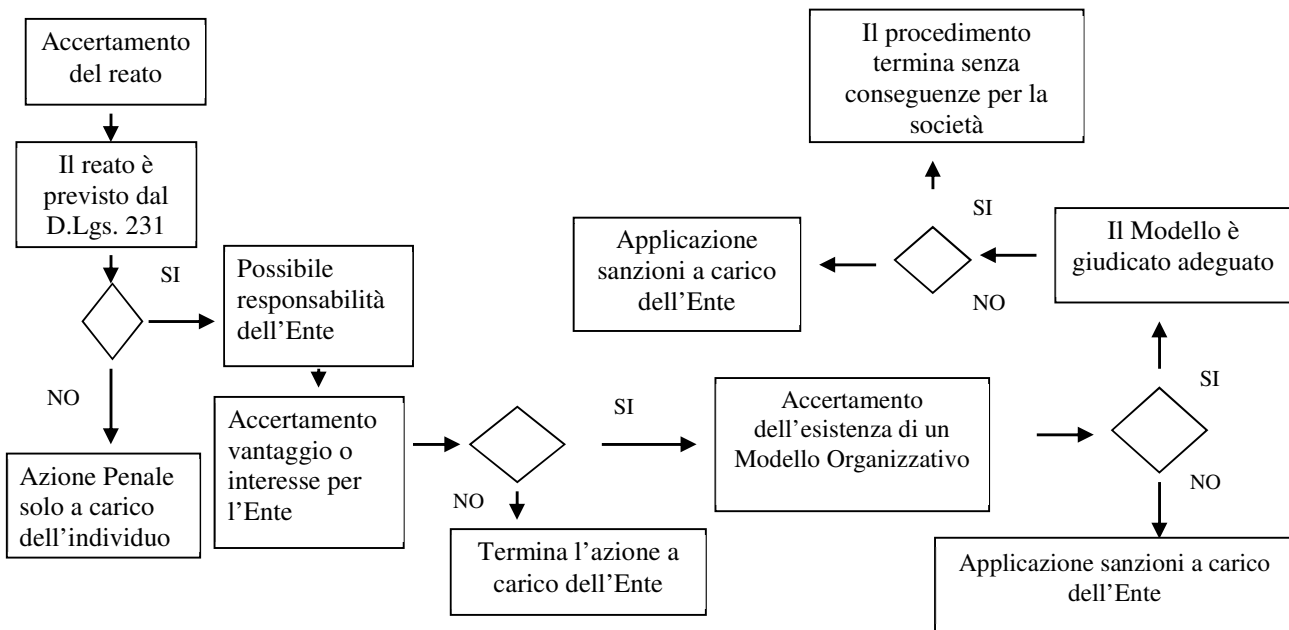 Accertamento
del reato
Il reato è
previsto dal
D.Lgs. 231
SI
NO
Azione Penale
solo a carico
dell'individuo
Possibile
responsabilità
dell'Ente
Accertamento
vantaggio o
interesse per
l'Ente
SI
NO
Termina l'azione a
carico dell'Ente
Accertamento
dell'esistenza di un
Modello Organizzativo
SI
NO
Applicazione sanzioni a carico
dell'Ente
Il Modello è
giudicato adeguato
SI
NO
Applicazione
sanzioni a carico
dell'Ente
Il procedimento
termina senza
conseguenze per la
società